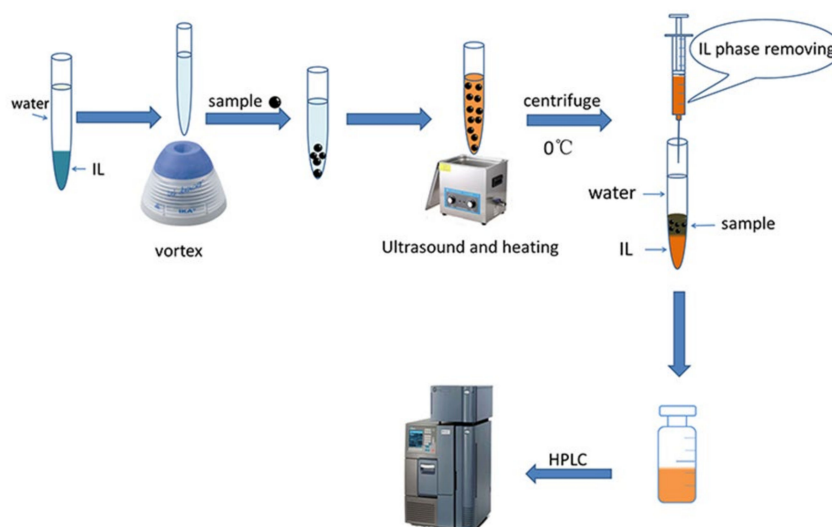 water
IL
vortex
sample
Ultrasound and heating
centrifuge
0℃
IL phase removing
water
sample
IL
HPLC